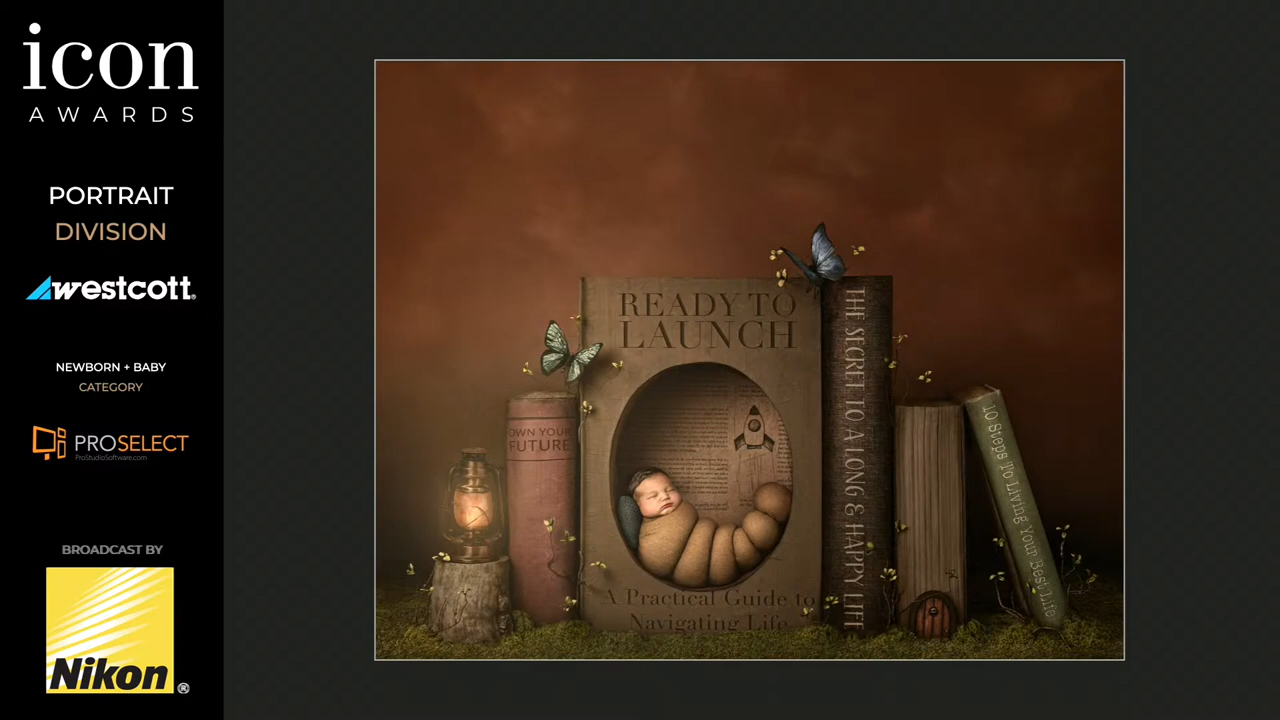 icon
AWARDS
PORTRAIT
DIVISION
westcott.
NEWBORN + BABY
CATEGORY
PROSELECT
ProStudioSoftware.com
BROADCAST BY
Nikon®
READY TO
LAUNCH
A Practical Guide to
Navigating Life
OWN YOUR
FUTURE
THE SECRET TO A LONG & HAPPY LIFE
10 Steps To Living Your Best Life